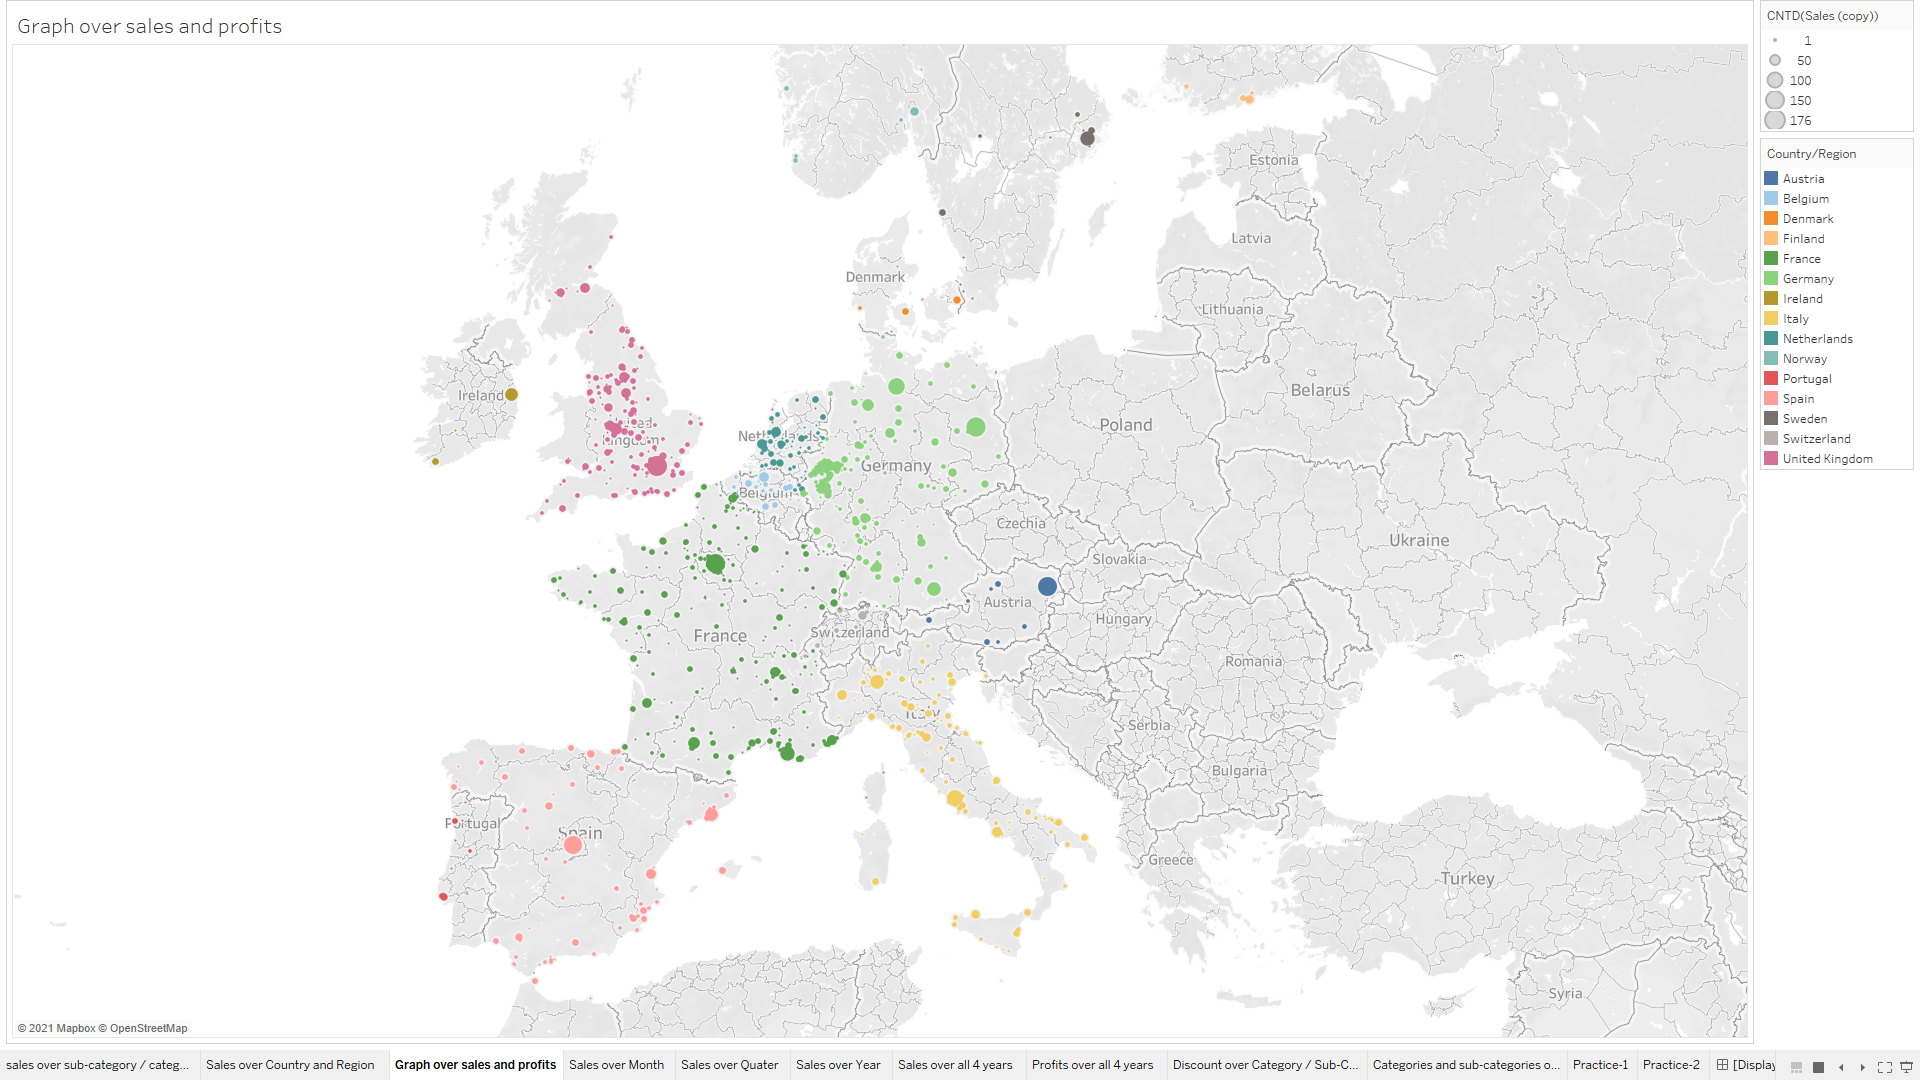 Graph over sales and profits
CNTD(Sales (copy))
1
50
100
150
176
Country/Region
Austria
Belgium
Denmark
Finland
France
Germany
Ireland
Italy
Netherlands
Norway
Portugal
Spain
Sweden
Switzerland
United Kingdom
Estonia
Latvia
Denmark
Lithuania
Belarus
Ireland
United
Kingdom
Poland
Netherlands
Germany
Belgium
Czechia
Ukraine
Slovakia
Austria
Hungary
France
Switzerland
Romania
Italy
Serbia
Bulgaria
Portugal
Spain
Greece
Turkey
Syria
© 2021 Mapbox © OpenStreetMap
sales over sub-category / categ...
Sales over Country and Region
Graph over sales and profits
Sales over Month
Sales over Quater
Sales over Year
Sales over all 4 years
Profits over all 4 years
Discount over Category / Sub-C...
Categories and sub-categories o...
Practice-1
Practice-2
[Display